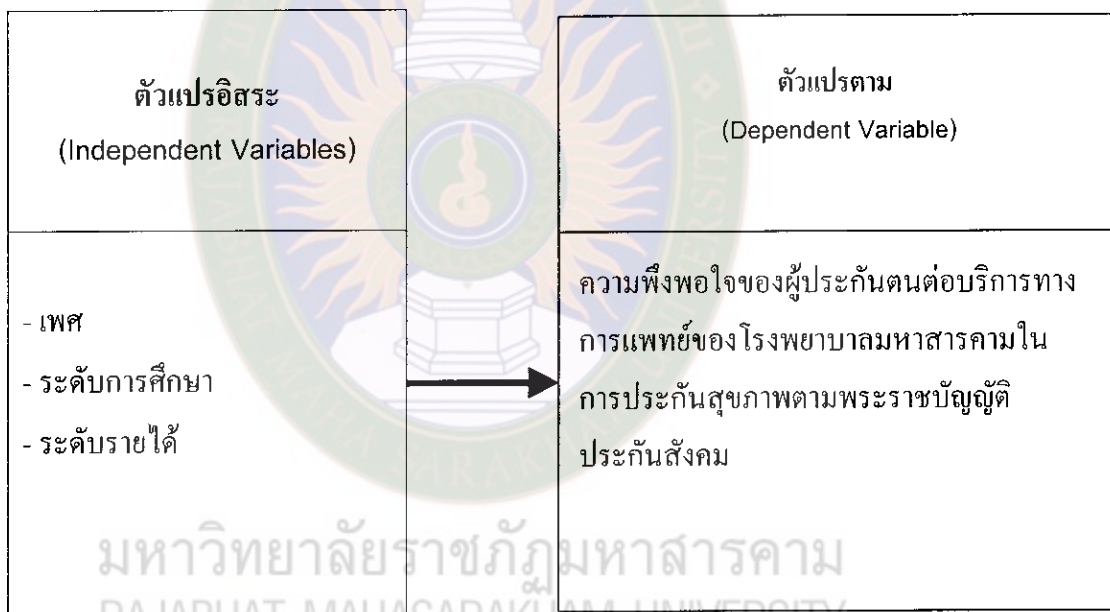 ตัวแปรอิสระ
(Independent Variables)
- เพศ
- ระดับการศึกษา
- ระดับรายได้
ตัวแปรตาม
(Dependent Variable)
ความพึงพอใจของผู้ประกันตนต่อบริการทาง
การแพทย์ของโรงพยาบาลมหาสารคามใน
การประกันสุขภาพตามพระราชบัญญัติ
ประกันสังคม
มหาวิทยาลัยราชภัฏมหาสารคาม
RAJABHAT MAHASARAKHAM UNIVERSITY